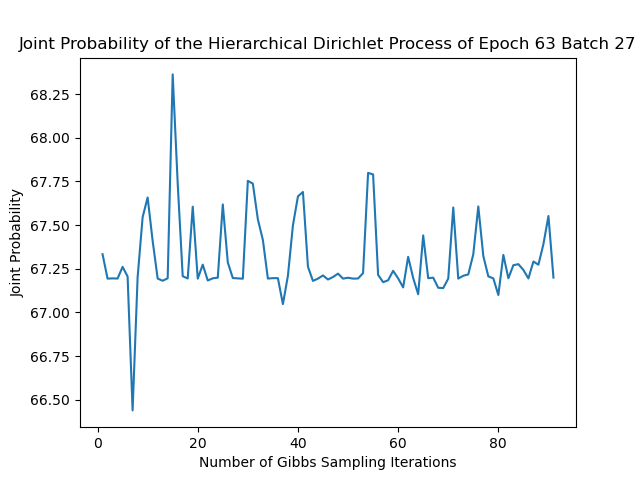 Joint Probability of the Hierarchical Dirichlet Process of Epoch 63 Batch 27
68.25
68.00
67.75
67.50
67.25
67.00
66.75
66.50
Joint Probability
0 20 40 60 80
Number of Gibbs Sampling Iterations